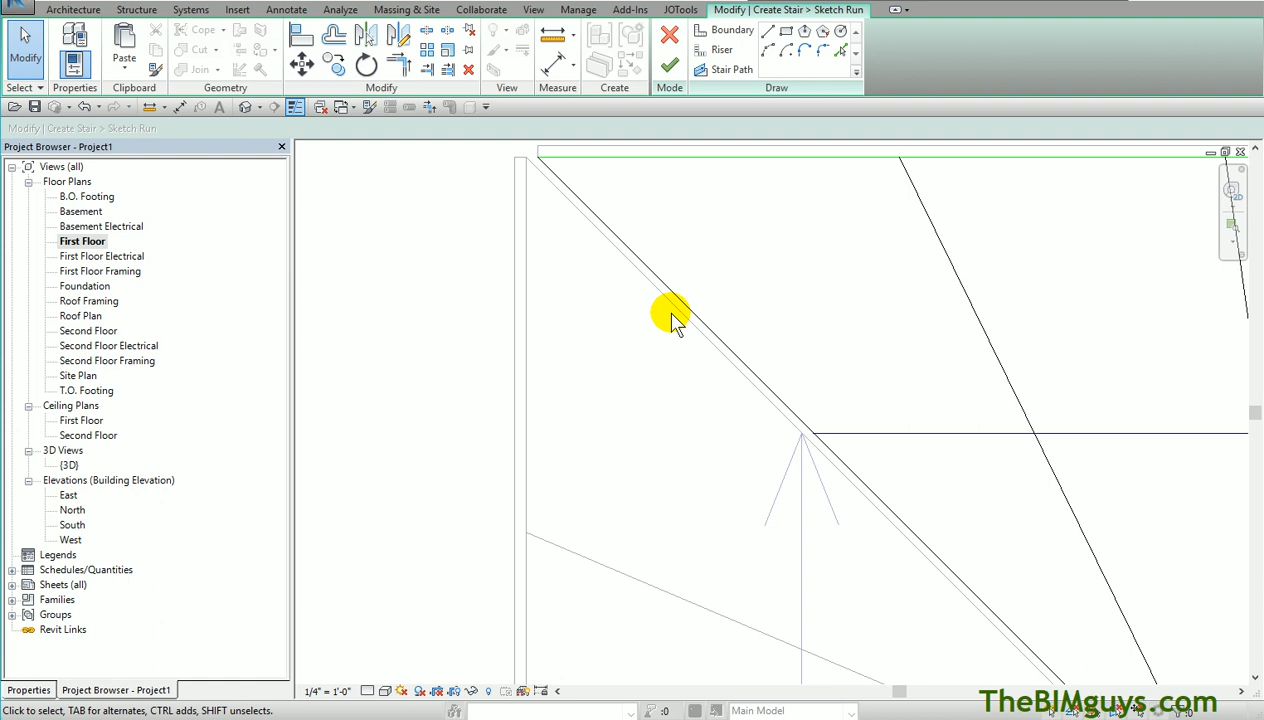 Architecture Structure Systems Insert Annotate Analyze Massing & Site Collaborate View Manage Add-Ins JOTools Modify | Create Stair > Sketch Run
Modify
Paste
Cope
Cut
Join
Boundary
Riser
Stair Path
Select Properties Clipboard Geometry Modify View Measure Create Mode Draw
Modify | Create Stair > Sketch Run
Project Browser - Project1
Views (all)
Floor Plans
B.O. Footing
Basement
Basement Electrical
First Floor
First Floor Electrical
First Floor Framing
Foundation
Roof Framing
Roof Plan
Second Floor
Second Floor Electrical
Second Floor Framing
Site Plan
T.O. Footing
Ceiling Plans
First Floor
Second Floor
3D Views
{3D}
Elevations (Building Elevation)
East
North
South
West
Legends
Schedules/Quantities
Sheets (all)
Families
Groups
Revit Links
2D
Properties Project Browser - Project1
1/4" = 1'-0"
Click to select, TAB for alternates, CTRL adds, SHIFT unselects.
:0
Main Model
:0
TheBIMguys.com